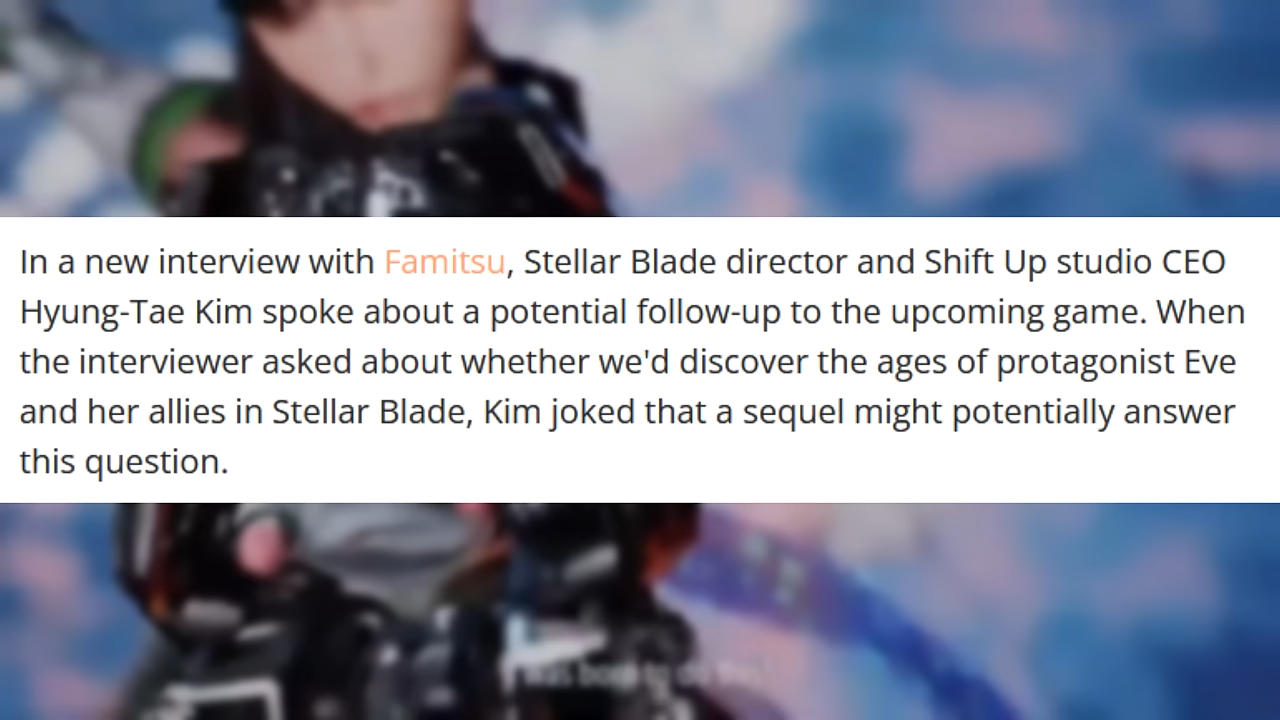 In a new interview with Famitsu, Stellar Blade director and Shift Up studio CEO
Hyung-Tae Kim spoke about a potential follow-up to the upcoming game. When
the interviewer asked about whether we'd discover the ages of protagonist Eve
and her allies in Stellar Blade, Kim joked that a sequel might potentially answer
this question.